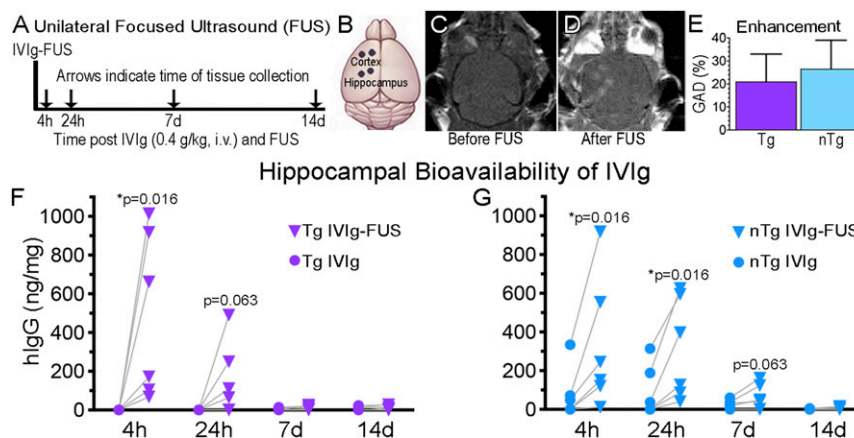 A Unilateral Focused Ultrasound (FUS)
IVIg-FUS
Arrows indicate time of tissue collection
4h 24h 7d 14d
Time post IVIg (0.4 g/kg, i.v.) and FUS
B
Cortex
Hippocampus
C
Before FUS
D
After FUS
E Enhancement
GAD (%)
40
30
20
10
0
Tg nTg
Hippocampal Bioavailability of IVIg
F
hIgG (ng/mg)
1000
800
600
400
200
0
*p=0.016
p=0.063
Tg IVIg-FUS
Tg IVIg
4h 24h 7d 14d
G
1000
800
600
400
200
0
*p=0.016
*p=0.016
p=0.063
nTg IVIg-FUS
nTg IVIg
4h 24h 7d 14d